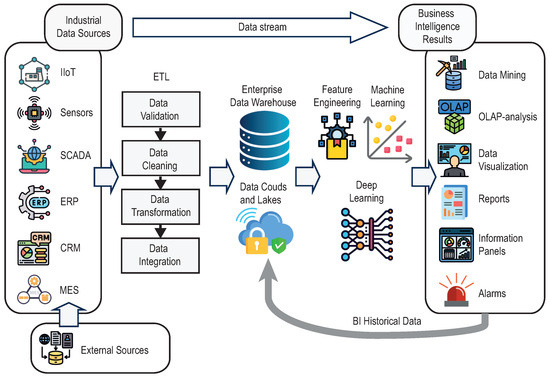 Industrial
Data Sources
Data stream
Business
Intelligence
Results
IIoT
Sensors
SCADA
ERP
ERP
CRM
CRM
MES
External Sources
ETL
Data
Validation
Data
Cleaning
Data
Transformation
Data
Integration
Enterprise
Data Warehouse
Data Couds
and Lakes
Feature
Engineering
Machine
Learning
Deep
Learning
Data Mining
OLAP
OLAP-analysis
Data
Visualization
Reports
Information
Panels
Alarms
BI Historical Data